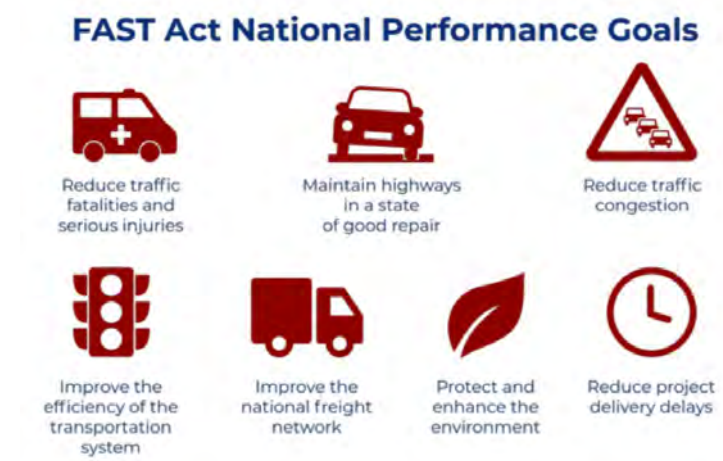 FAST Act National Performance Goals
Reduce traffic
fatalities and
serious injuries
Maintain highways
in a state
of good repair
Reduce traffic
congestion
Improve the
efficiency of the
transportation
system
Improve the
national freight
network
Protect and
enhance the
environment
Reduce project
delivery delays